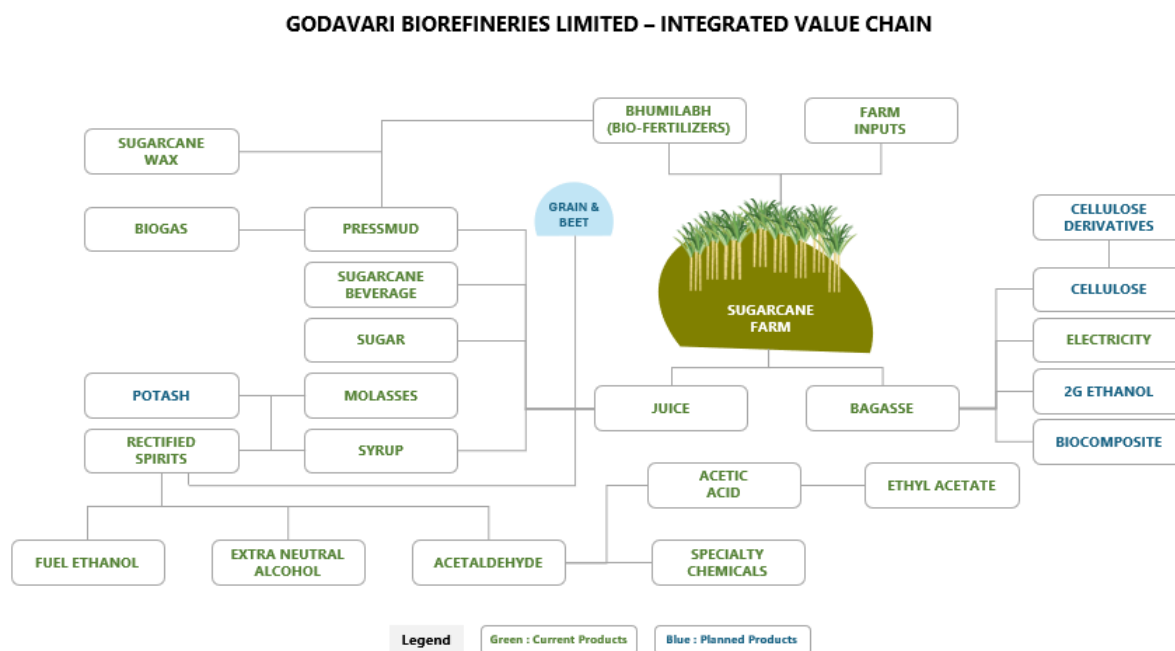 GODAVARI BIOREFINERIES LIMITED – INTEGRATED VALUE CHAIN
BHUMILABH
(BIO-FERTILIZERS)
FARM
INPUTS
SUGARCANE
WAX
GRAIN &
BEET
CELLULOSE
DERIVATIVES
BIOGAS
PRESSMUD
SUGARCANE
BEVERAGE
CELLULOSE
SUGARCANE
FARM
SUGAR
ELECTRICITY
POTASH
MOLASSES
JUICE
BAGASSE
2G ETHANOL
RECTIFIED
SPIRITS
SYRUP
BIOCOMPOSITE
ACETIC
ACID
ETHYL ACETATE
FUEL ETHANOL
EXTRA NEUTRAL
ALCOHOL
ACETALDEHYDE
SPECIALTY
CHEMICALS
Legend
Green : Current Products
Blue : Planned Products